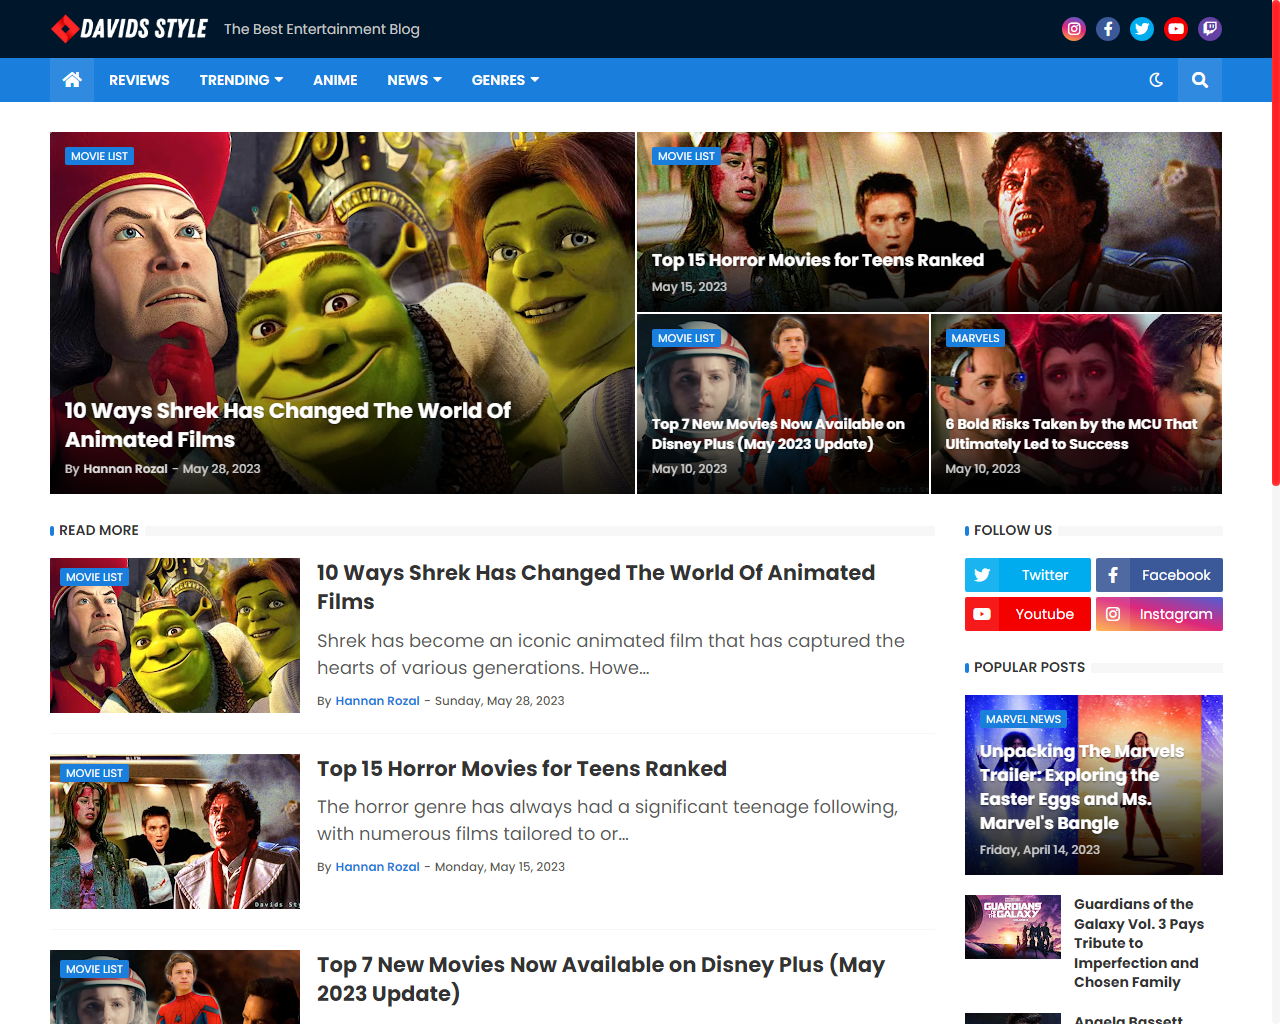 DAVIDS STYLE
The Best Entertainment Blog
REVIEWS
TRENDING
ANIME
NEWS
GENRES
MOVIE LIST
10 Ways Shrek Has Changed The World Of
Animated Films
By Hannan Rozal - May 28, 2023
MOVIE LIST
Top 15 Horror Movies for Teens Ranked
May 15, 2023
MOVIE LIST
Top 7 New Movies Now Available on
Disney Plus (May 2023 Update)
May 10, 2023
MARVELS
6 Bold Risks Taken by the MCU That
Ultimately Led to Success
May 10, 2023
READ MORE
MOVIE LIST
10 Ways Shrek Has Changed The World Of Animated
Films
Shrek has become an iconic animated film that has captured the
hearts of various generations. Howe...
By Hannan Rozal - Sunday, May 28, 2023
MOVIE LIST
Davids Sty
Top 15 Horror Movies for Teens Ranked
The horror genre has always had a significant teenage following,
with numerous films tailored to or...
By Hannan Rozal - Monday, May 15, 2023
MOVIE LIST
Top 7 New Movies Now Available on Disney Plus (May
2023 Update)
FOLLOW US
Twitter
Facebook
Youtube
Instagram
POPULAR POSTS
MARVEL NEWS
Unpacking The Marvels
Trailer: Exploring the
Easter Eggs and Ms.
Marvel's Bangle
Friday, April 14, 2023
GUARDIANS
GALAXY
Guardians of the
Galaxy Vol. 3 Pays
Tribute to
Imperfection and
Chosen Family
Angela Bassett